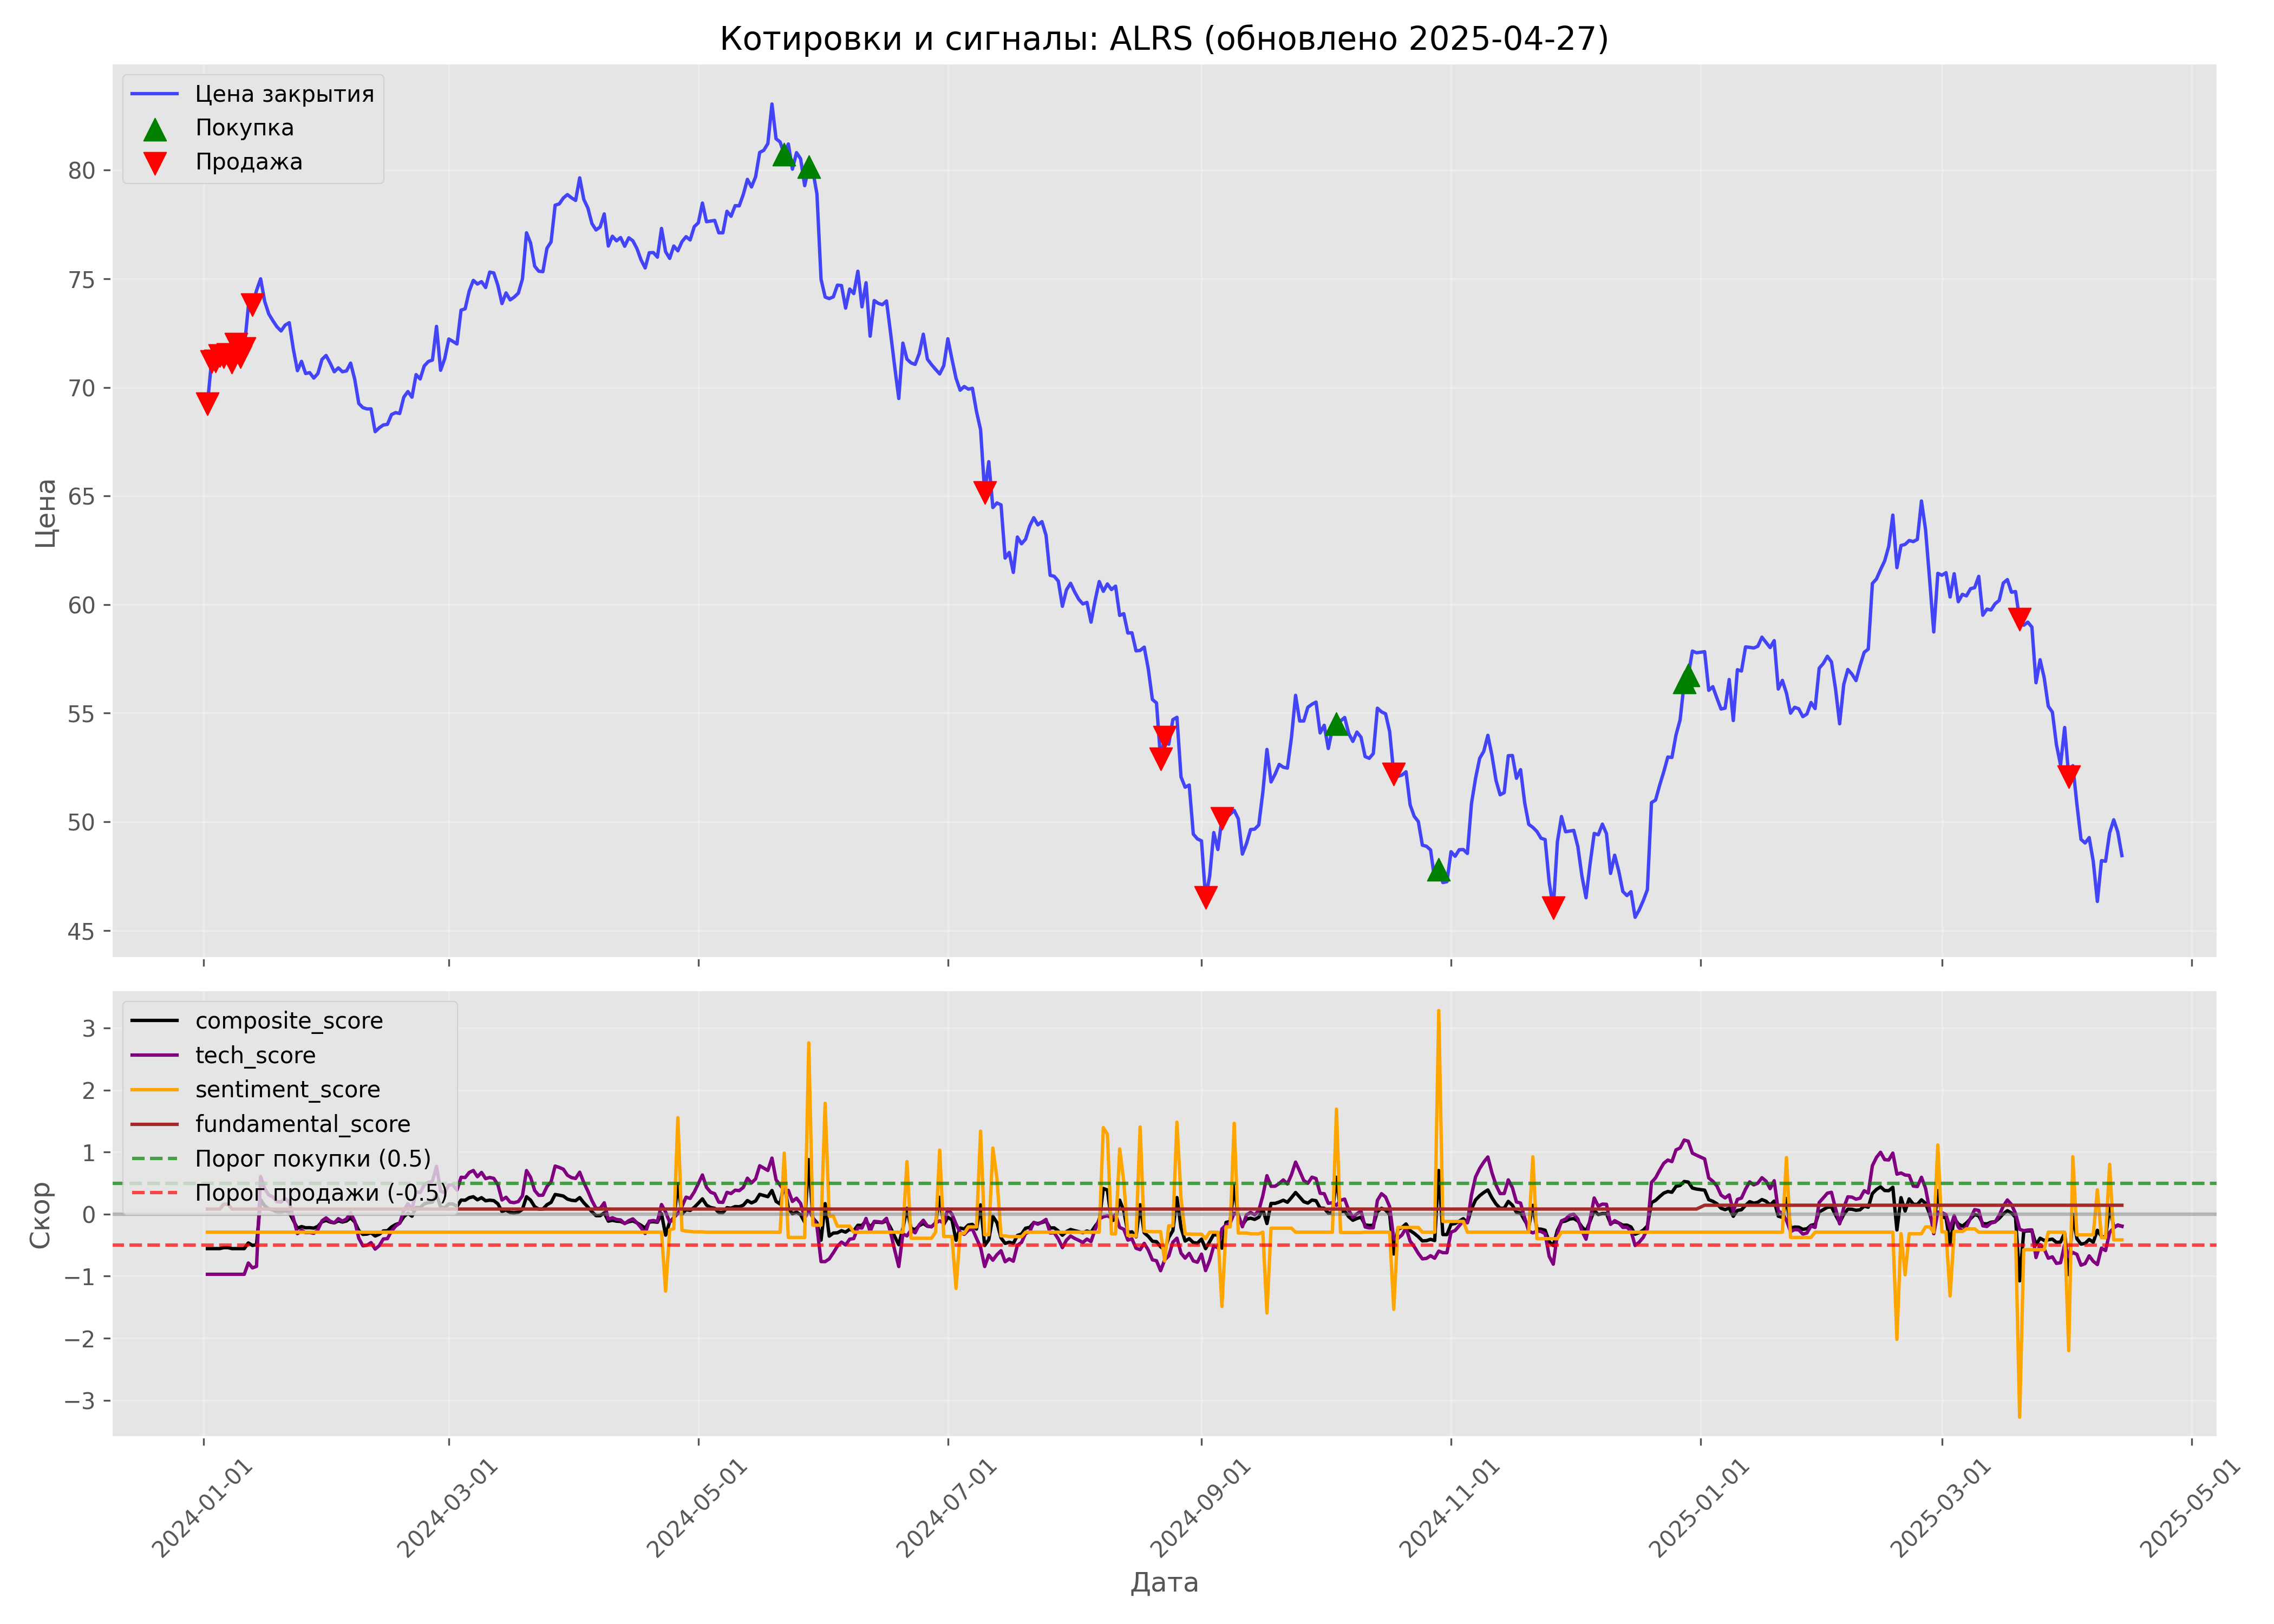 Котировки и сигналы: ALRS (обновлено 2025-04-27)
Цена закрытия
Покупка
Продажа
Цена
80
75
70
65
60
55
50
45
composite_score
tech_score
sentiment_score
fundamental_score
Порог покупки (0.5)
Порог продажи (-0.5)
Скор
3
2
1
0
−1
−2
−3
2024-01-01
2024-03-01
2024-05-01
2024-07-01
2024-09-01
2024-11-01
2025-01-01
2025-03-01
2025-05-01
Дата